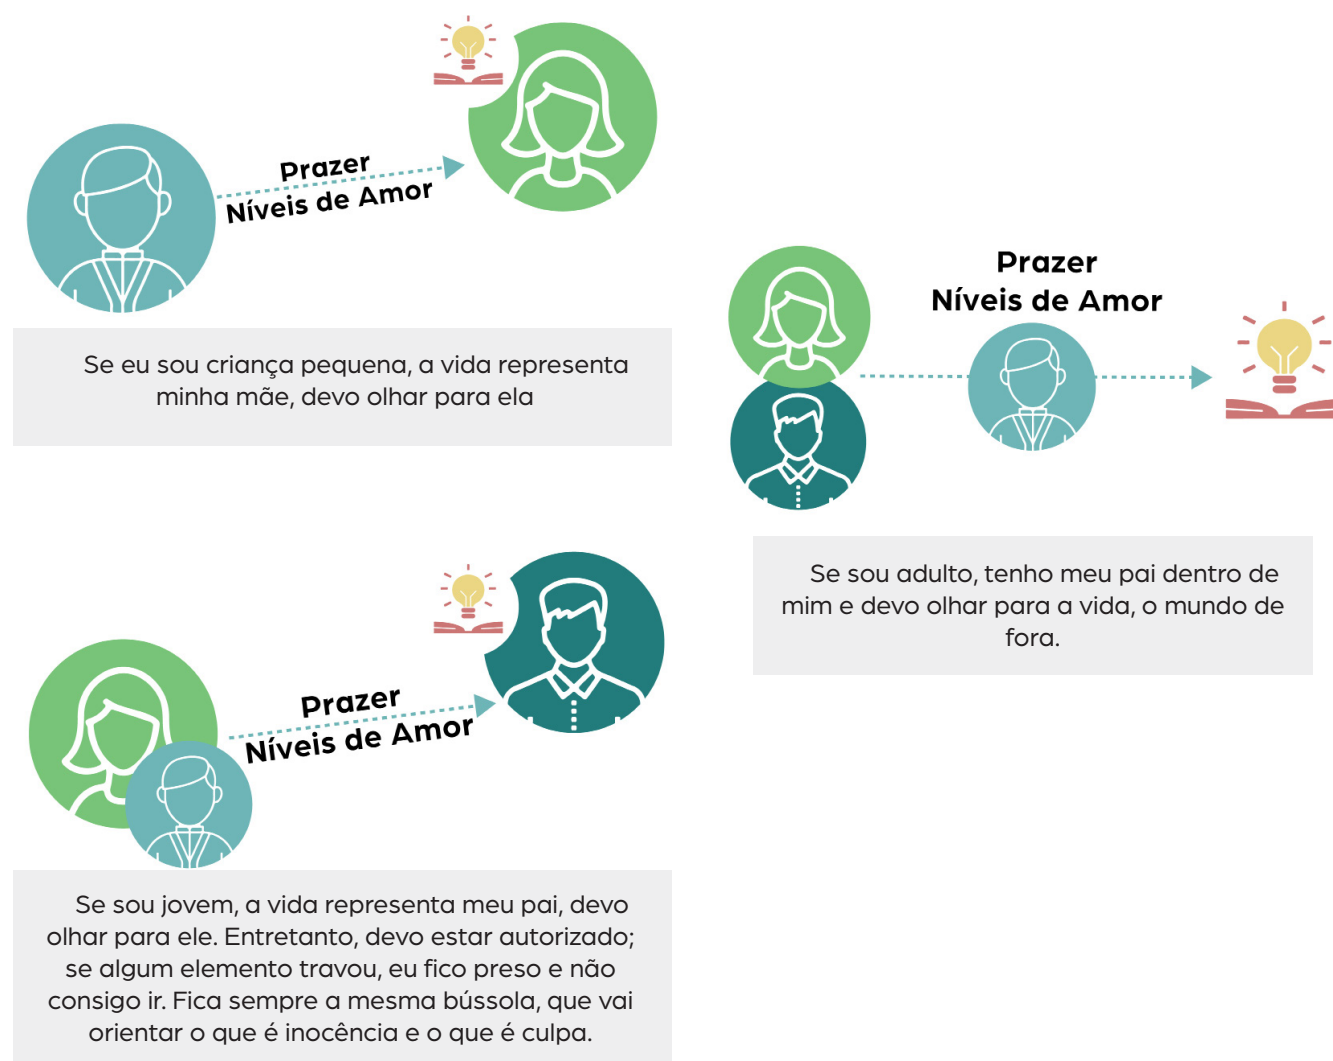 Prazer
Níveis de Amor
Se eu sou criança pequena, a vida representa
minha mãe, devo olhar para ela
Prazer
Níveis de Amor
Se sou jovem, a vida representa meu pai, devo
olhar para ele. Entretanto, devo estar autorizado;
se algum elemento travou, eu fico preso e não
consigo ir. Fica sempre a mesma bússola, que vai
orientar o que é inocência e o que é culpa.
Prazer
Níveis de Amor
Se sou adulto, tenho meu pai dentro de
mim e devo olhar para a vida, o mundo de
fora.